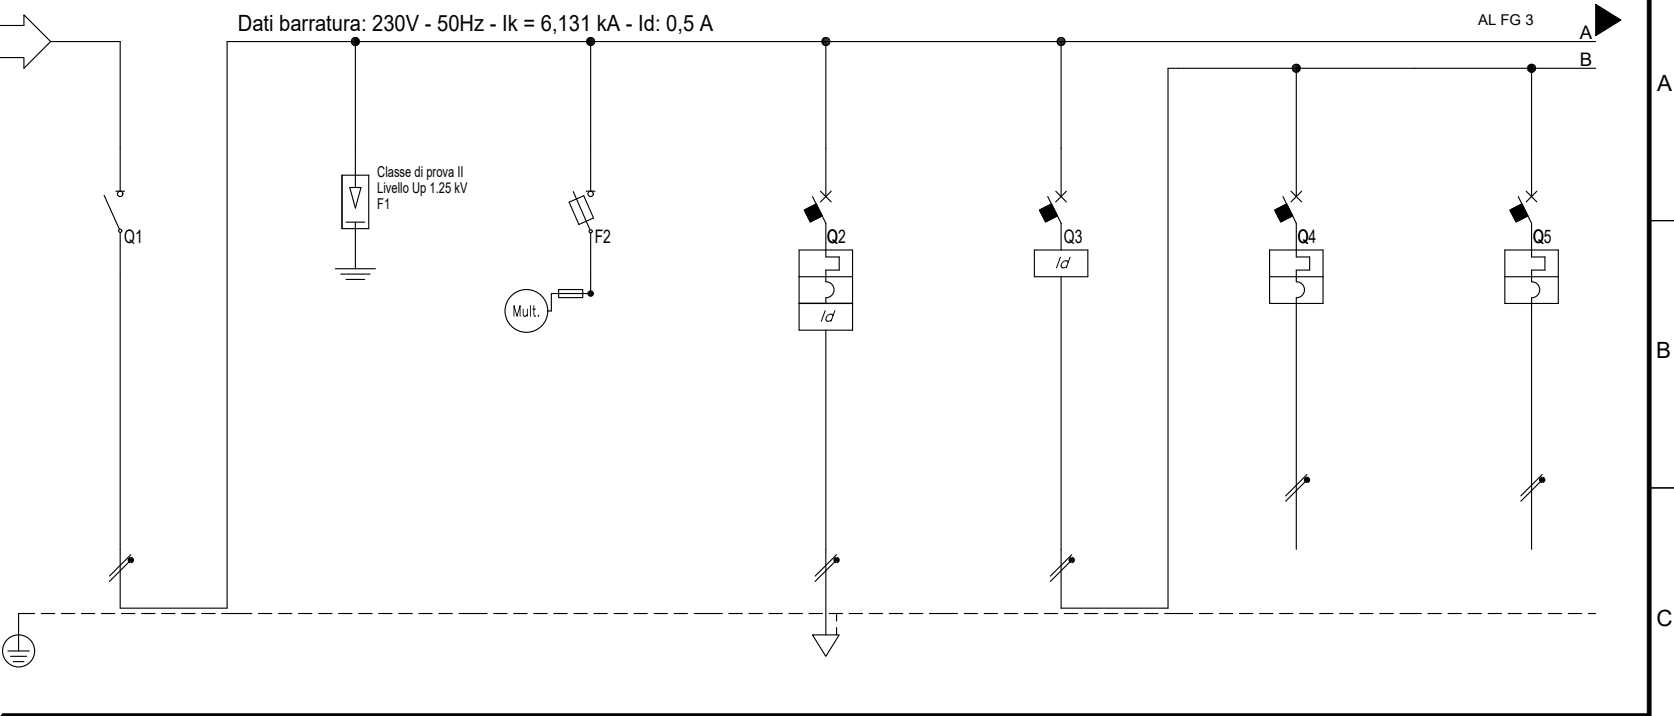 Dati barratura: 230V - 50Hz - Ik = 6,131 kA - Id: 0,5 A
AL FG 3
A
B
A
Classe di prova II
Livello Up 1.25 kV
F1
Q1
F2
Q2
Q3
Q4
Q5
Id
Mult.
Id
B
C